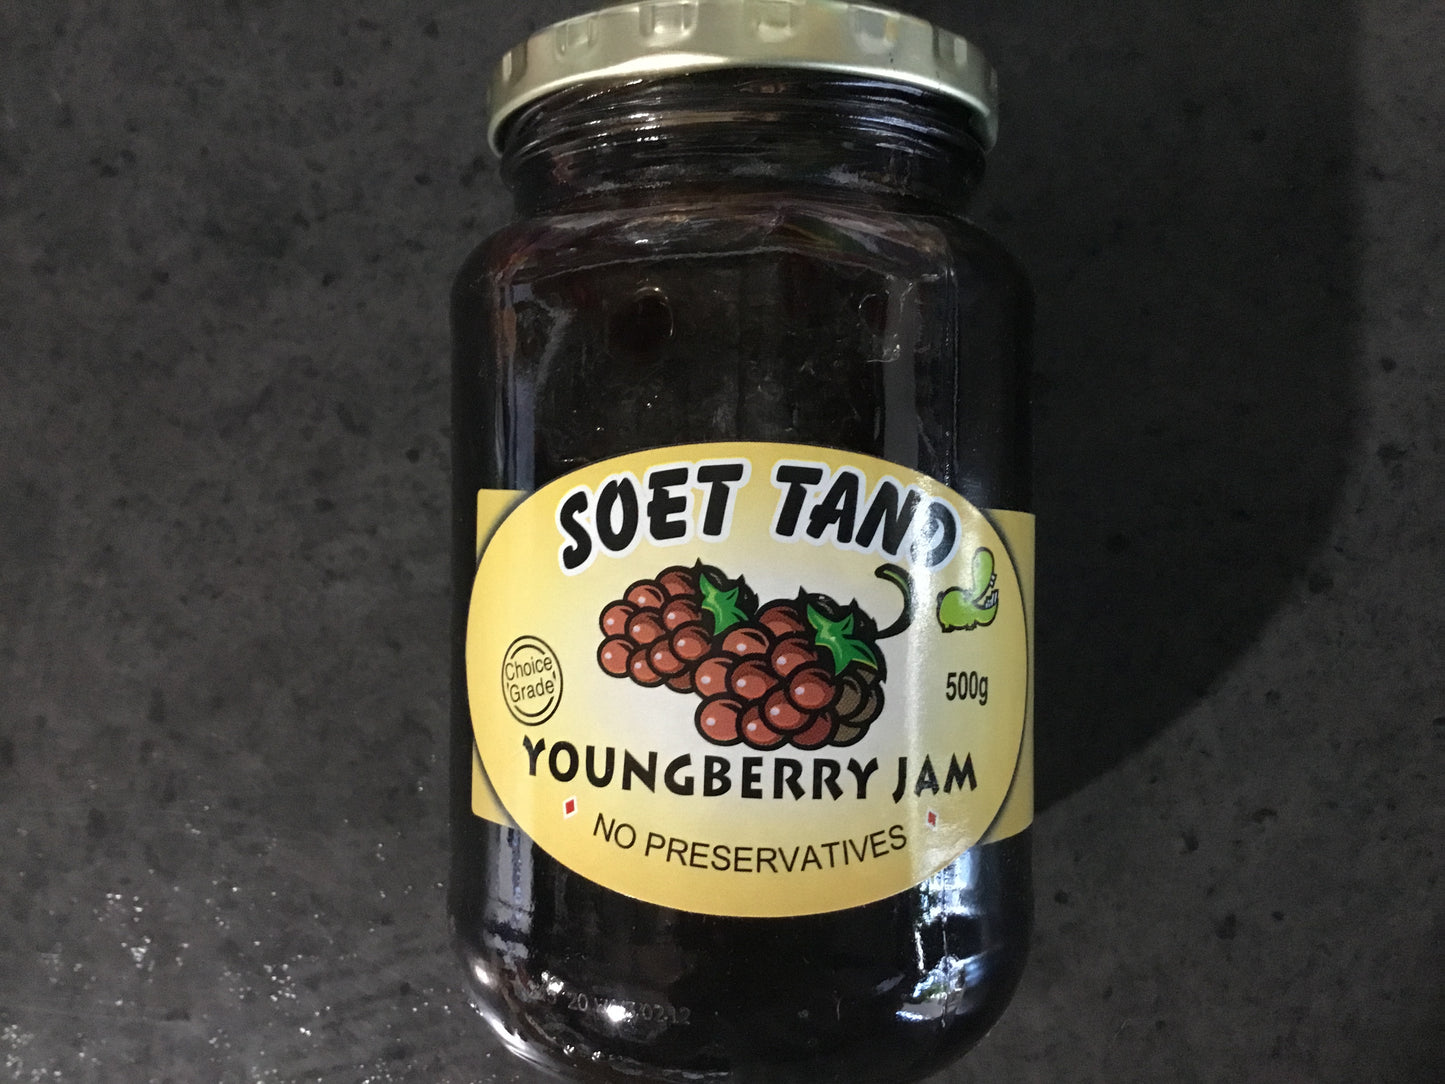 SOET TAND
Choice
'Grade'
500g
YOUNGBERRY JAM
NO PRESERVATIVES